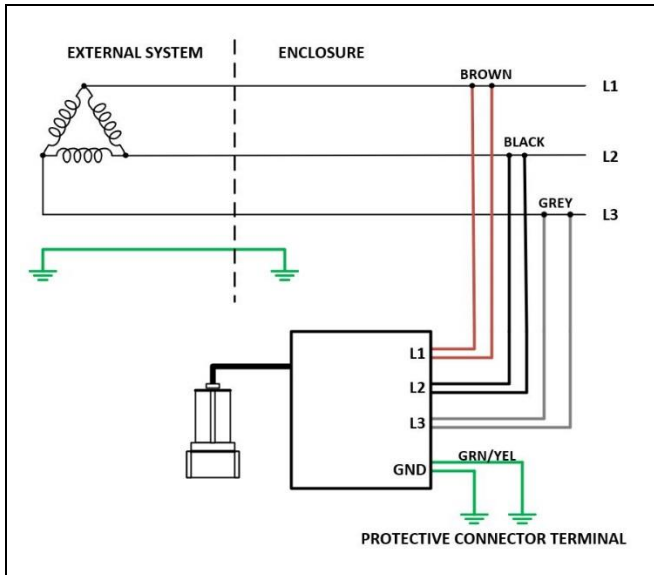 EXTERNAL SYSTEM
ENCLOSURE
BROWN
L1
BLACK
L2
GREY
L3
L1
L2
L3
GRN/YEL
GND
PROTECTIVE CONNECTOR TERMINAL